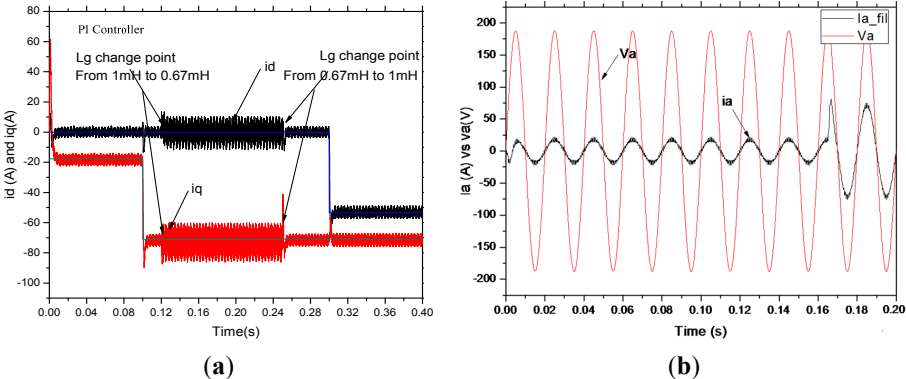 PI Controller
Lg change point
From 1mH to 0.67mH
id
Lg change point
From 0.67mH to 1mH
iq
id (A) and iq(A)
80
60
40
20
0
-20
-40
-60
-80
-100
0.00 0.04 0.08 0.12 0.16 0.20 0.24 0.28 0.32 0.36 0.40
Time(s)
(a)
Ia_fil
Va
Va
ia
Ia (A) vs va(V)
200
150
100
50
0
-50
-100
-150
-200
0.00 0.02 0.04 0.06 0.08 0.10 0.12 0.14 0.16 0.18 0.20
Time (s)
(b)